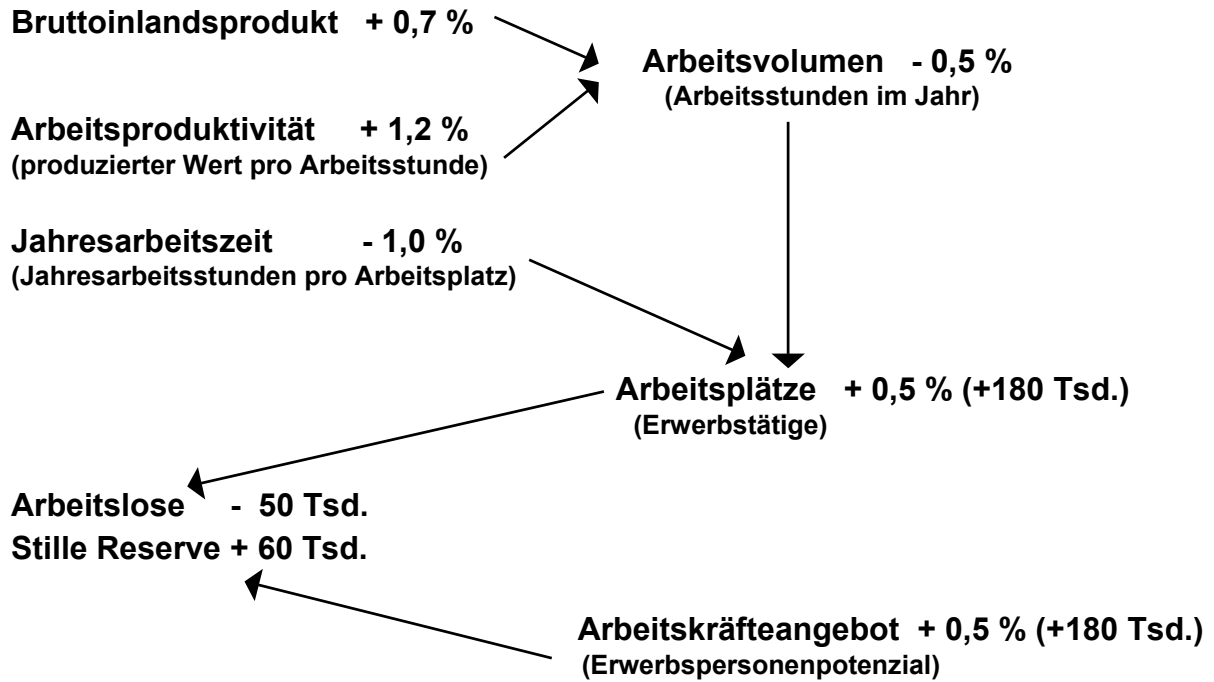 Bruttoinlandsprodukt + 0,7 %
Arbeitsvolumen - 0,5 %
(Arbeitsstunden im Jahr)
Arbeitsproduktivität + 1,2 %
(produzierter Wert pro Arbeitsstunde)
Jahresarbeitszeit - 1,0 %
(Jahresarbeitsstunden pro Arbeitsplatz)
Arbeitsplätze + 0,5 % (+180 Tsd.)
(Erwerbstätige)
Arbeitslose - 50 Tsd.
Stille Reserve + 60 Tsd.
Arbeitskräfteangebot + 0,5 % (+180 Tsd.)
(Erwerbspersonenpotenzial)